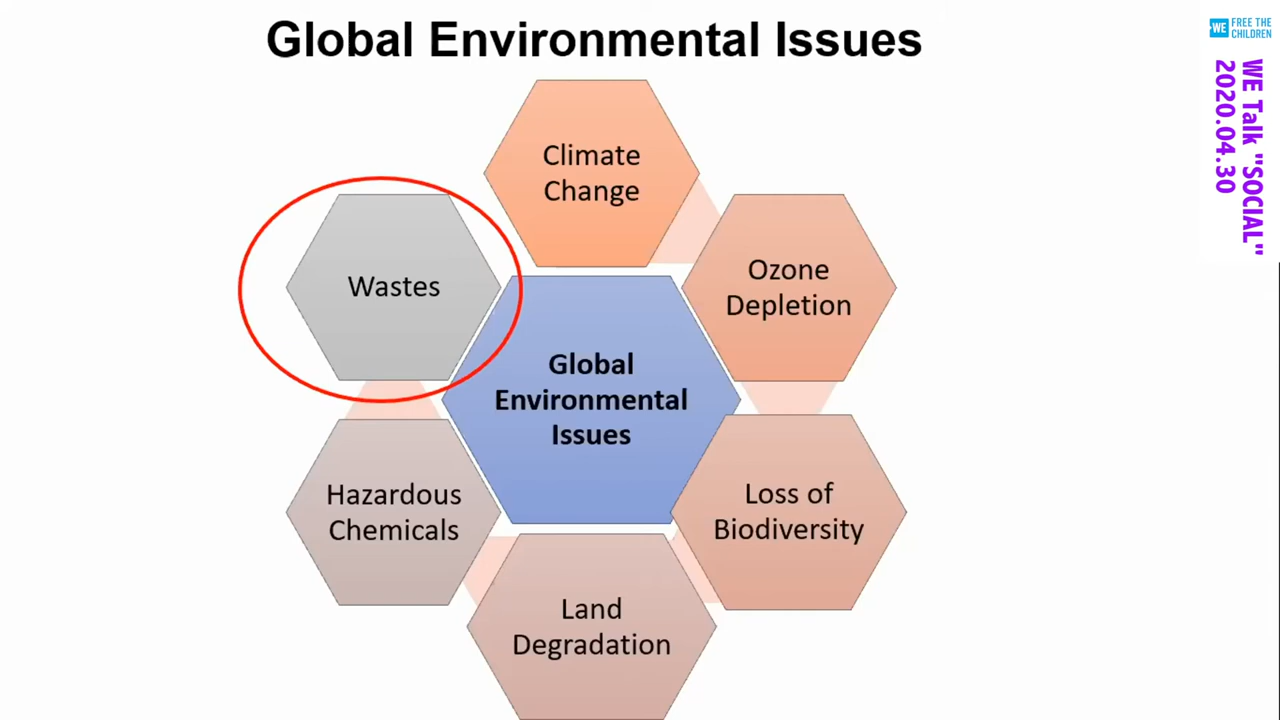 Global Environmental Issues
WE FREE THE
CHILDREN
WE Talk "SOCIAL"
2020.04.30
Climate
Change
Ozone
Depletion
Loss of
Biodiversity
Land
Degradation
Hazardous
Chemicals
Wastes
Global
Environmental
Issues